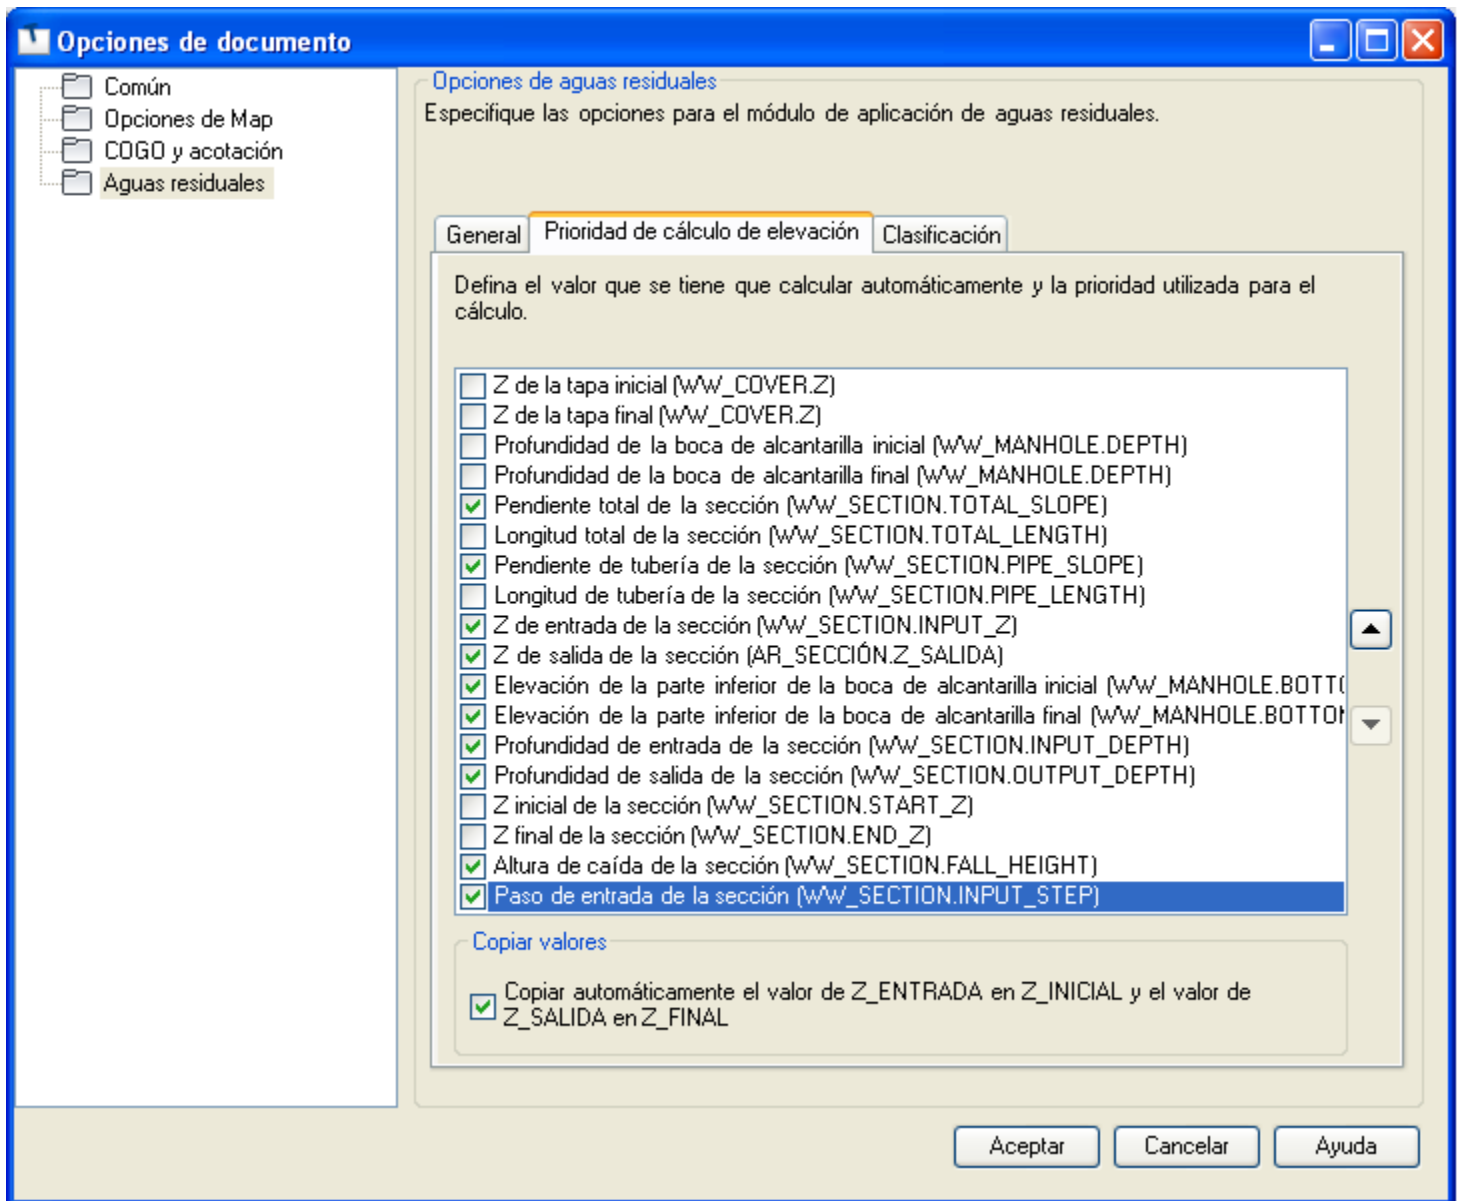 Opciones de documento
Común
Opciones de Map
COGO y acotación
Aguas residuales
Opciones de aguas residuales
Especifique las opciones para el módulo de aplicación de aguas residuales.
General
Prioridad de cálculo de elevación
Clasificación
Defina el valor que se tiene que calcular automáticamente y la prioridad utilizada para el
cálculo.
Z de la tapa inicial (WW_COVER.Z)
Z de la tapa final (WW_COVER.Z)
Profundidad de la boca de alcantarilla inicial (WW_MANHOLE.DEPTH)
Profundidad de la boca de alcantarilla final (WW_MANHOLE.DEPTH)
Pendiente total de la sección (WW_SECTION.TOTAL_SLOPE)
Longitud total de la sección (WW_SECTION.TOTAL_LENGTH)
Pendiente de tubería de la sección (WW_SECTION.PIPE_SLOPE)
Longitud de tubería de la sección (WW_SECTION.PIPE_LENGTH)
Z de entrada de la sección (WW_SECTION.INPUT_Z)
Z de salida de la sección (AR_SECCIÓN.Z_SALIDA)
Elevación de la parte inferior de la boca de alcantarilla inicial (WW_MANHOLE.BOTTO
Elevación de la parte inferior de la boca de alcantarilla final (WW_MANHOLE.BOTTOM
Profundidad de entrada de la sección (WW_SECTION.INPUT_DEPTH)
Profundidad de salida de la sección (WW_SECTION.OUTPUT_DEPTH)
Z inicial de la sección (WW_SECTION.START_Z)
Z final de la sección (WW_SECTION.END_Z)
Altura de caída de la sección (WW_SECTION.FALL_HEIGHT)
Paso de entrada de la sección (WW_SECTION.INPUT_STEP)
Copiar valores
Copiar automáticamente el valor de Z_ENTRADA en Z_INICIAL y el valor de
Z_SALIDA en Z_FINAL
Aceptar
Cancelar
Ayuda